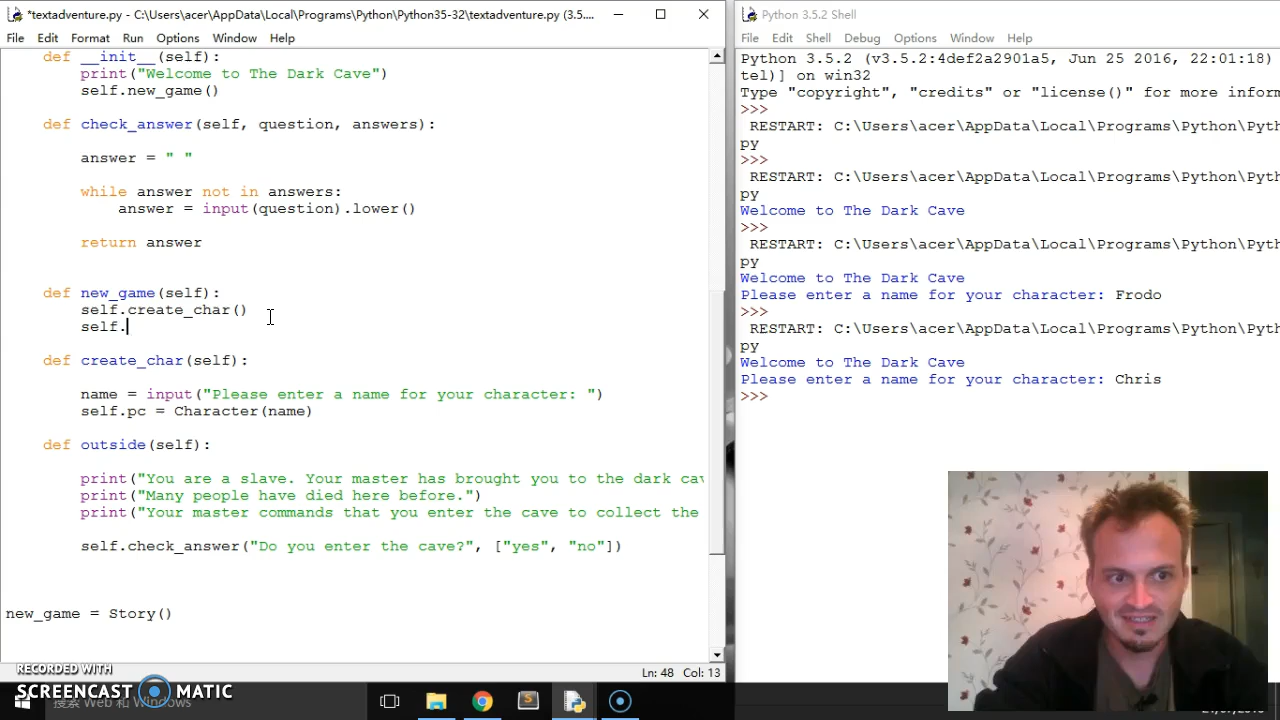 *textadventure.py - C:\Users\acer\AppData\Local\Programs\Python\Python35-32\textadventure.py (3.5....
File Edit Format Run Options Window Help
def __init__(self):
print("Welcome to The Dark Cave")
self.new_game()
def check_answer(self, question, answers):
answer = " "
while answer not in answers:
answer = input(question).lower()
return answer
def new_game(self):
self.create_char()
self.
def create_char(self):
name = input("Please enter a name for your character: ")
self.pc = Character(name)
def outside(self):
print("You are a slave. Your master has brought you to the dark cav
print("Many people have died here before.")
print("Your master commands that you enter the cave to collect the
self.check_answer("Do you enter the cave?", ["yes", "no"])
new_game = Story()
Ln: 48 Col: 13
Python 3.5.2 Shell
File Edit Shell Debug Options Window Help
Python 3.5.2 (v3.5.2:4def2a2901a5, Jun 25 2016, 22:01:18)
tel)] on win32
Type "copyright", "credits" or "license()" for more inform
>>>
RESTART: C:\Users\acer\AppData\Local\Programs\Python\Pyth
py
>>>
RESTART: C:\Users\acer\AppData\Local\Programs\Python\Pyth
py
Welcome to The Dark Cave
>>>
RESTART: C:\Users\acer\AppData\Local\Programs\Python\Pyth
py
Welcome to The Dark Cave
Please enter a name for your character: Frodo
>>>
RESTART: C:\Users\acer\AppData\Local\Programs\Python\Pyth
py
Welcome to The Dark Cave
Please enter a name for your character: Chris
>>>
RECORDED WITH
SCREENCAST MATIC
搜索 Web 和 Windows